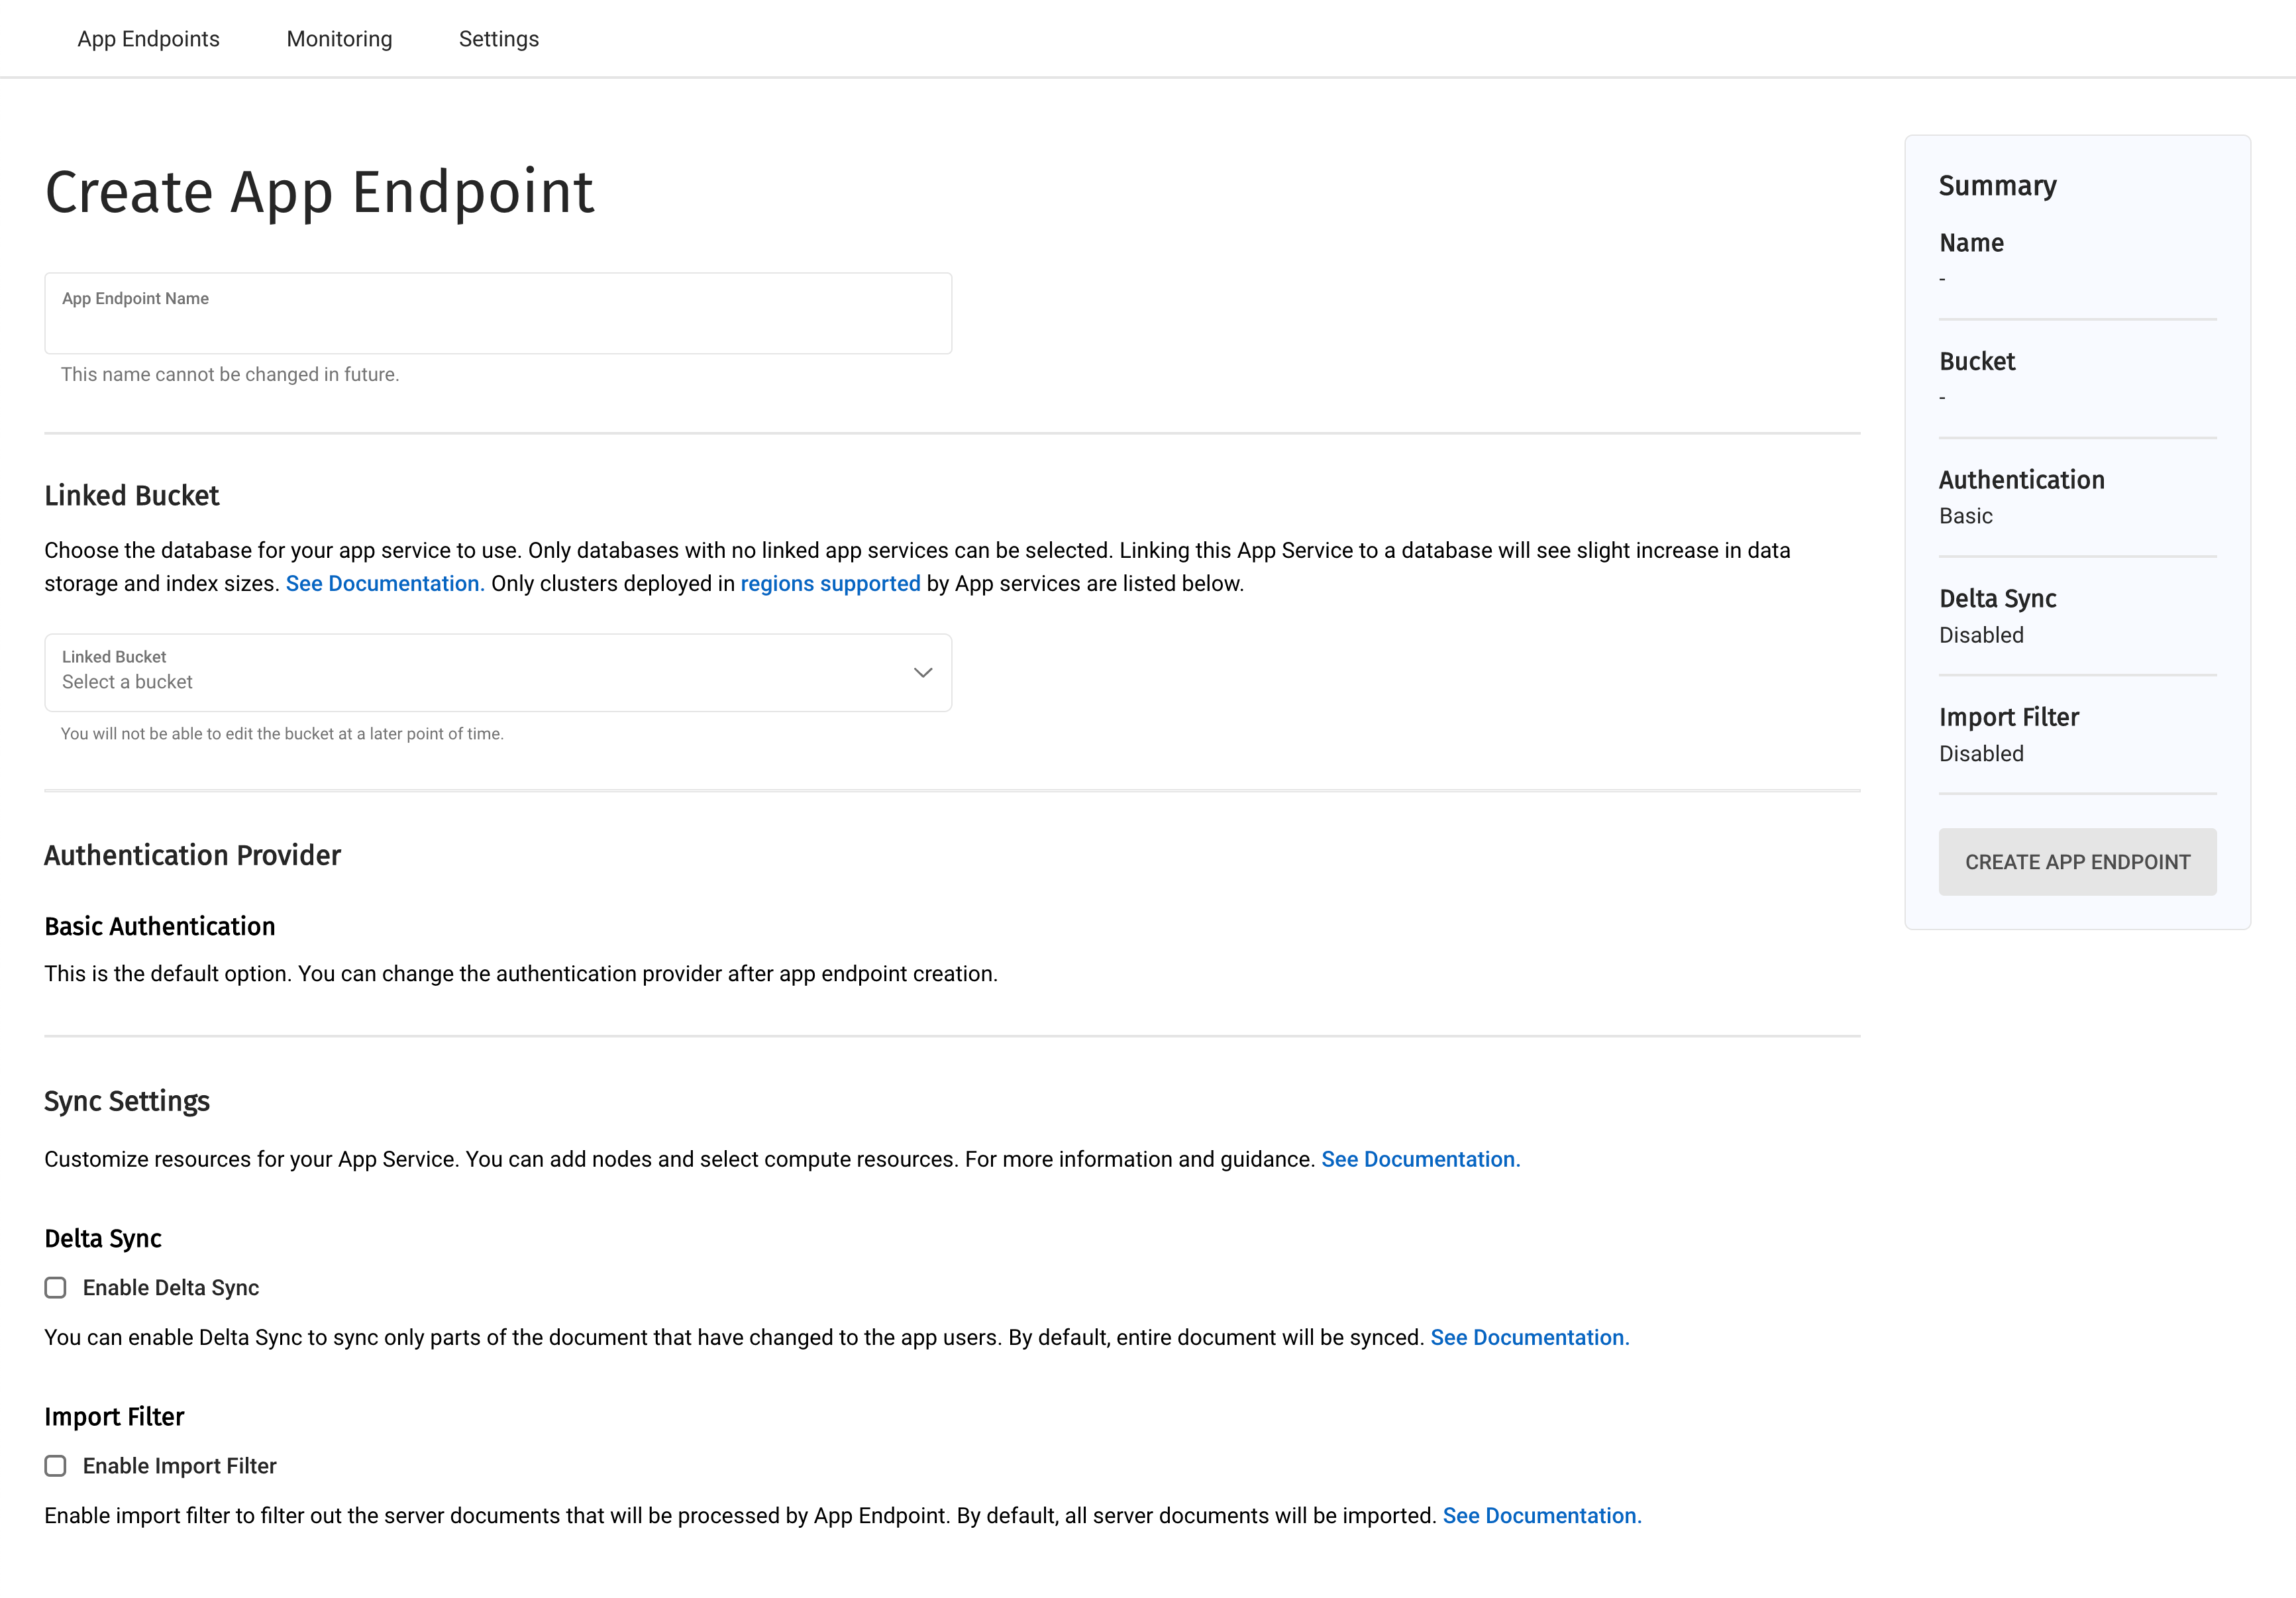 App Endpoints
Monitoring
Settings
Create App Endpoint
App Endpoint Name
This name cannot be changed in future.
Linked Bucket
Choose the database for your app service to use. Only databases with no linked app services can be selected. Linking this App Service to a database will see slight increase in data
storage and index sizes. See Documentation. Only clusters deployed in regions supported by App services are listed below.
Linked Bucket
Select a bucket
You will not be able to edit the bucket at a later point of time.
Authentication Provider
Basic Authentication
This is the default option. You can change the authentication provider after app endpoint creation.
Sync Settings
Customize resources for your App Service. You can add nodes and select compute resources. For more information and guidance. See Documentation.
Delta Sync
Enable Delta Sync
You can enable Delta Sync to sync only parts of the document that have changed to the app users. By default, entire document will be synced. See Documentation.
Import Filter
Enable Import Filter
Enable import filter to filter out the server documents that will be processed by App Endpoint. By default, all server documents will be imported. See Documentation.
Summary
Name
-
Bucket
-
Authentication
Basic
Delta Sync
Disabled
Import Filter
Disabled
CREATE APP ENDPOINT